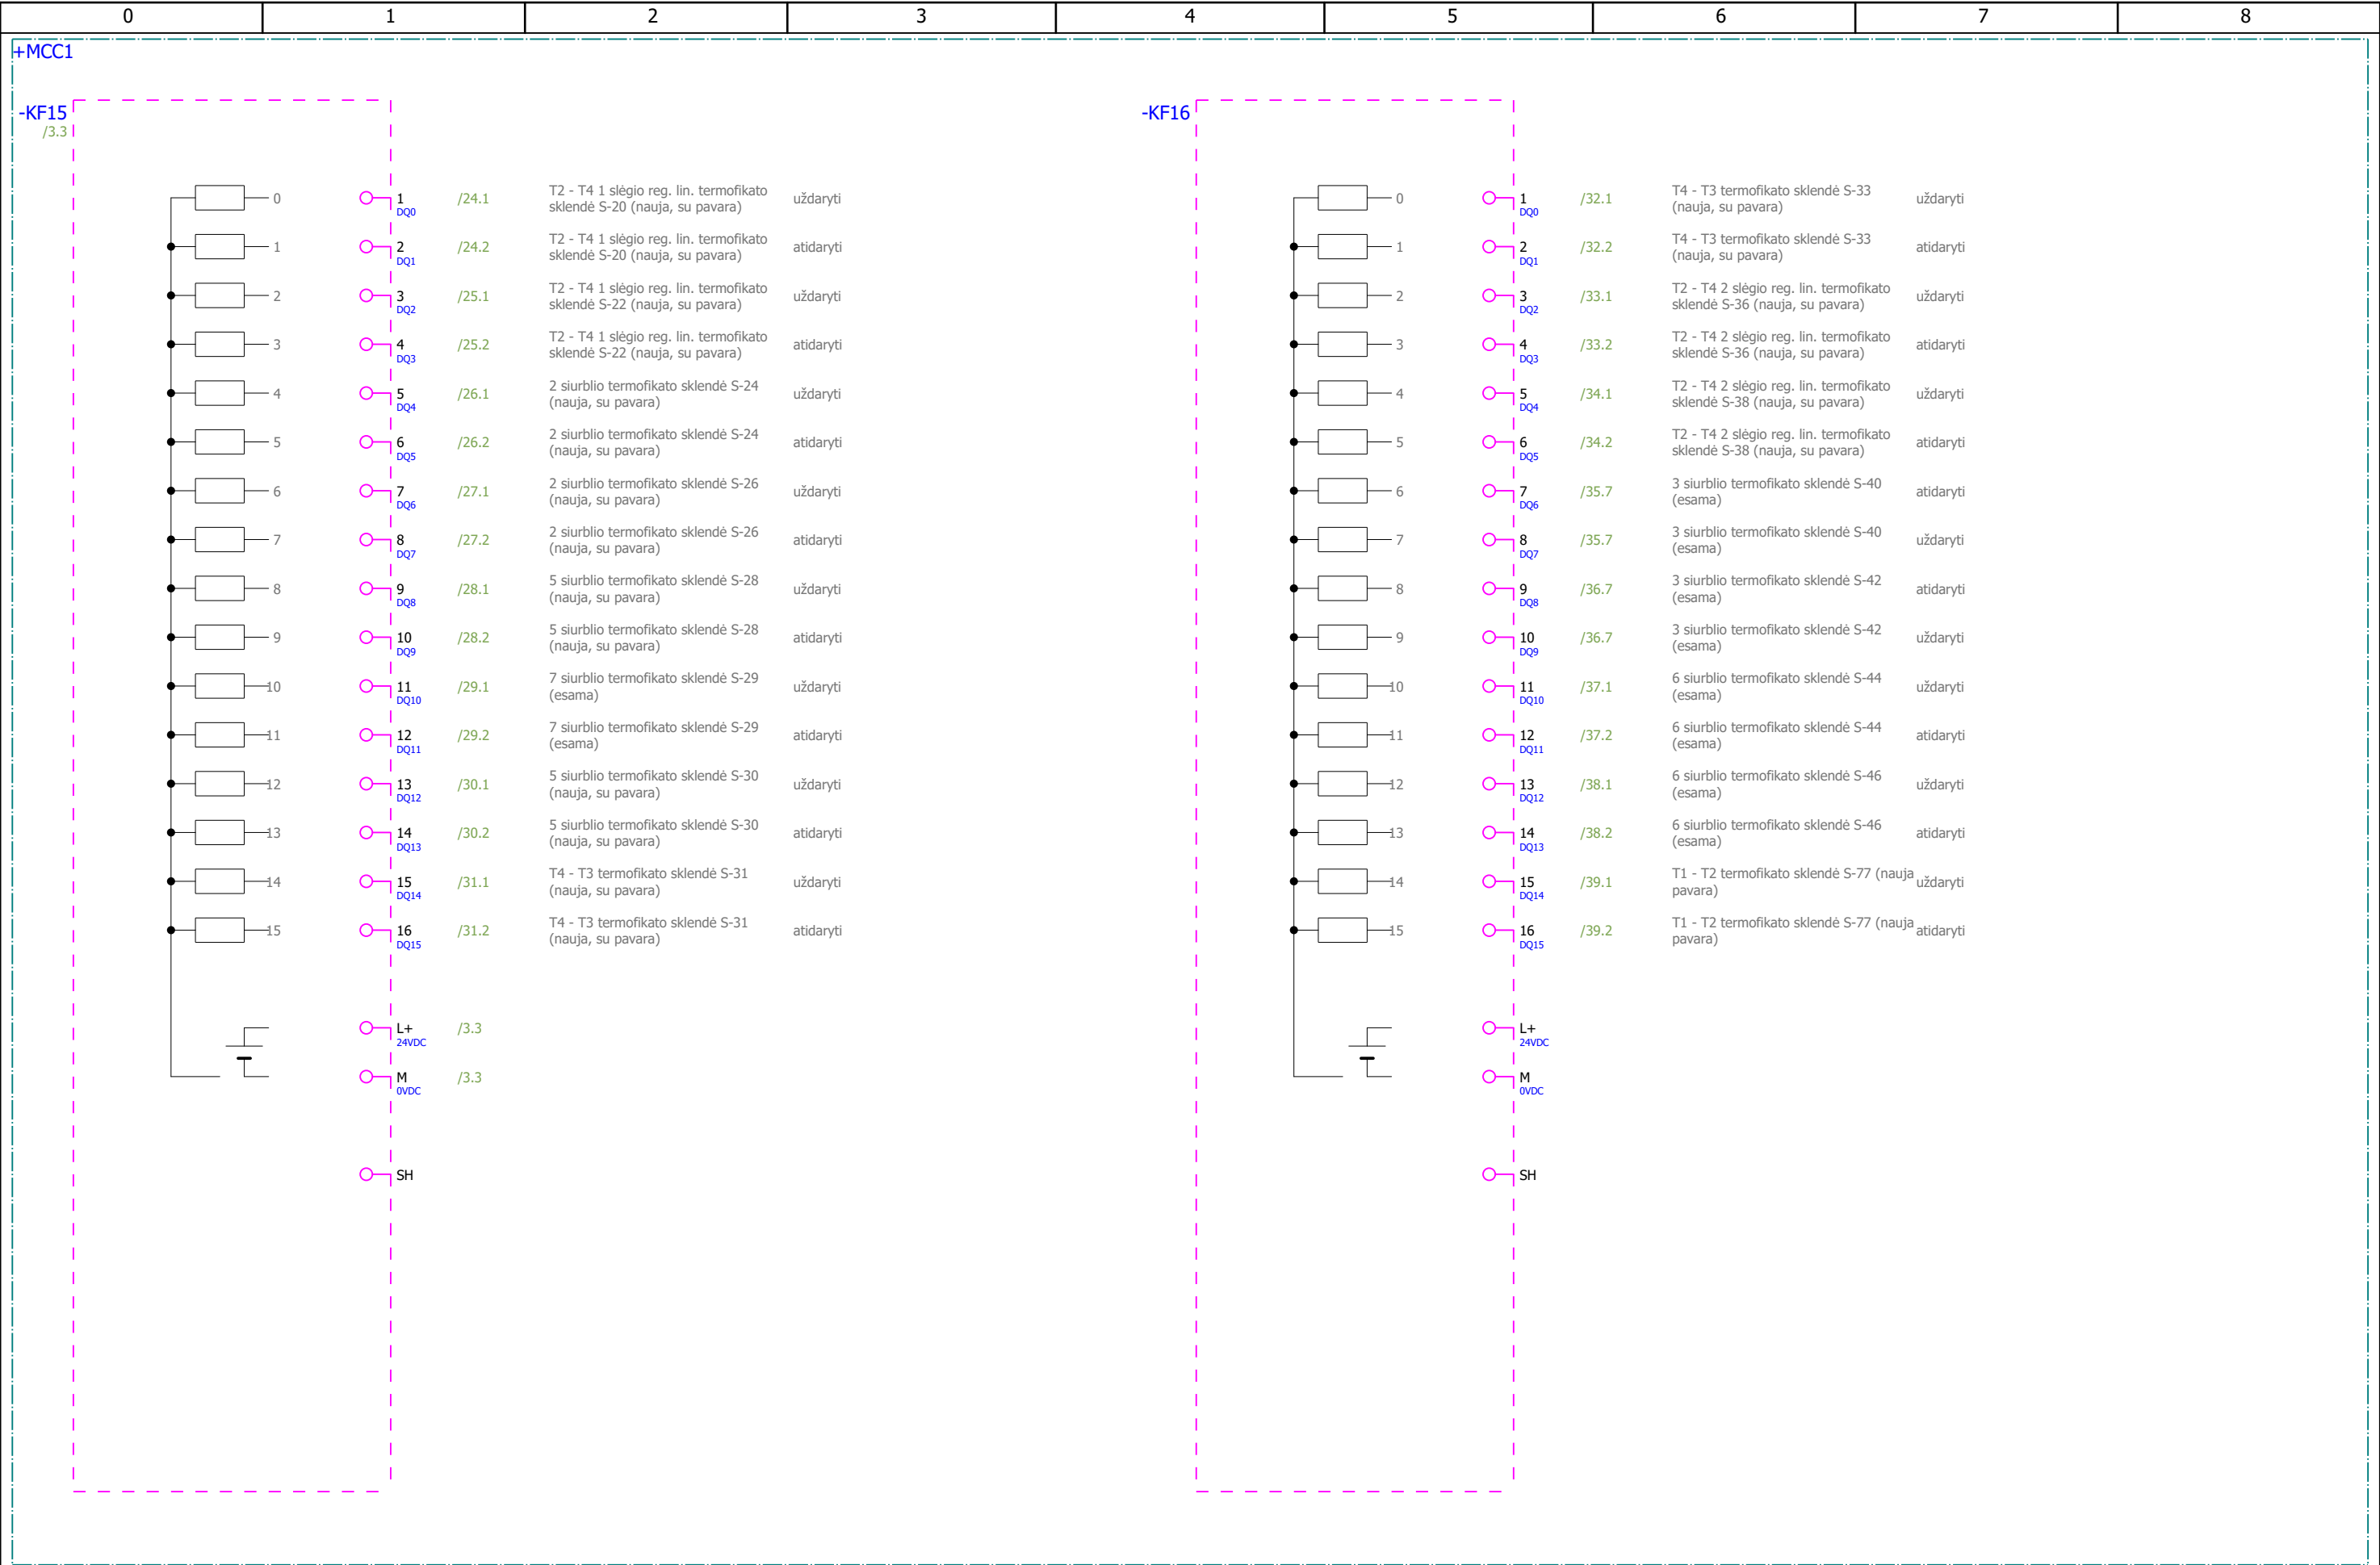 0 1 2 3 4 5 6 7 8
+MCC1
-KF15
/3.3
0 1 DQ0 /24.1 T2 - T4 1 slėgio reg. lin. termofikato
sklendė S-20 (nauja, su pavara) uždaryti
1 2 DQ1 /24.2 T2 - T4 1 slėgio reg. lin. termofikato
sklendė S-20 (nauja, su pavara) atidaryti
2 3 DQ2 /25.1 T2 - T4 1 slėgio reg. lin. termofikato
sklendė S-22 (nauja, su pavara) uždaryti
3 4 DQ3 /25.2 T2 - T4 1 slėgio reg. lin. termofikato
sklendė S-22 (nauja, su pavara) atidaryti
4 5 DQ4 /26.1 2 siurblio termofikato sklendė S-24
(nauja, su pavara) uždaryti
5 6 DQ5 /26.2 2 siurblio termofikato sklendė S-24
(nauja, su pavara) atidaryti
6 7 DQ6 /27.1 2 siurblio termofikato sklendė S-26
(nauja, su pavara) uždaryti
7 8 DQ7 /27.2 2 siurblio termofikato sklendė S-26
(nauja, su pavara) atidaryti
8 9 DQ8 /28.1 5 siurblio termofikato sklendė S-28
(nauja, su pavara) uždaryti
9 10 DQ9 /28.2 5 siurblio termofikato sklendė S-28
(nauja, su pavara) atidaryti
10 11 DQ10 /29.1 7 siurblio termofikato sklendė S-29
(esama) uždaryti
11 12 DQ11 /29.2 7 siurblio termofikato sklendė S-29
(esama) atidaryti
12 13 DQ12 /30.1 5 siurblio termofikato sklendė S-30
(nauja, su pavara) uždaryti
13 14 DQ13 /30.2 5 siurblio termofikato sklendė S-30
(nauja, su pavara) atidaryti
14 15 DQ14 /31.1 T4 - T3 termofikato sklendė S-31
(nauja, su pavara) uždaryti
15 16 DQ15 /31.2 T4 - T3 termofikato sklendė S-31
(nauja, su pavara) atidaryti
L+ /3.3
24VDC
M /3.3
0VDC
SH
-KF16
0 1 DQ0 /32.1 T4 - T3 termofikato sklendė S-33
(nauja, su pavara) uždaryti
1 2 DQ1 /32.2 T4 - T3 termofikato sklendė S-33
(nauja, su pavara) atidaryti
2 3 DQ2 /33.1 T2 - T4 2 slėgio reg. lin. termofikato
sklendė S-36 (nauja, su pavara) uždaryti
3 4 DQ3 /33.2 T2 - T4 2 slėgio reg. lin. termofikato
sklendė S-36 (nauja, su pavara) atidaryti
4 5 DQ4 /34.1 T2 - T4 2 slėgio reg. lin. termofikato
sklendė S-38 (nauja, su pavara) uždaryti
5 6 DQ5 /34.2 T2 - T4 2 slėgio reg. lin. termofikato
sklendė S-38 (nauja, su pavara) atidaryti
6 7 DQ6 /35.7 3 siurblio termofikato sklendė S-40
(esama) atidaryti
7 8 DQ7 /35.7 3 siurblio termofikato sklendė S-40
(esama) uždaryti
8 9 DQ8 /36.7 3 siurblio termofikato sklendė S-42
(esama) atidaryti
9 10 DQ9 /36.7 3 siurblio termofikato sklendė S-42
(esama) uždaryti
10 11 DQ10 /37.1 6 siurblio termofikato sklendė S-44
(esama) uždaryti
11 12 DQ11 /37.2 6 siurblio termofikato sklendė S-44
(esama) atidaryti
12 13 DQ12 /38.1 6 siurblio termofikato sklendė S-46
(esama) uždaryti
13 14 DQ13 /38.2 6 siurblio termofikato sklendė S-46
(esama) atidaryti
14 15 DQ14 /39.1 T1 - T2 termofikato sklendė S-77 (nauja
pavara) uždaryti
15 16 DQ15 /39.2 T1 - T2 termofikato sklendė S-77 (nauja
pavara) atidaryti
L+
24VDC
M
0VDC
SH